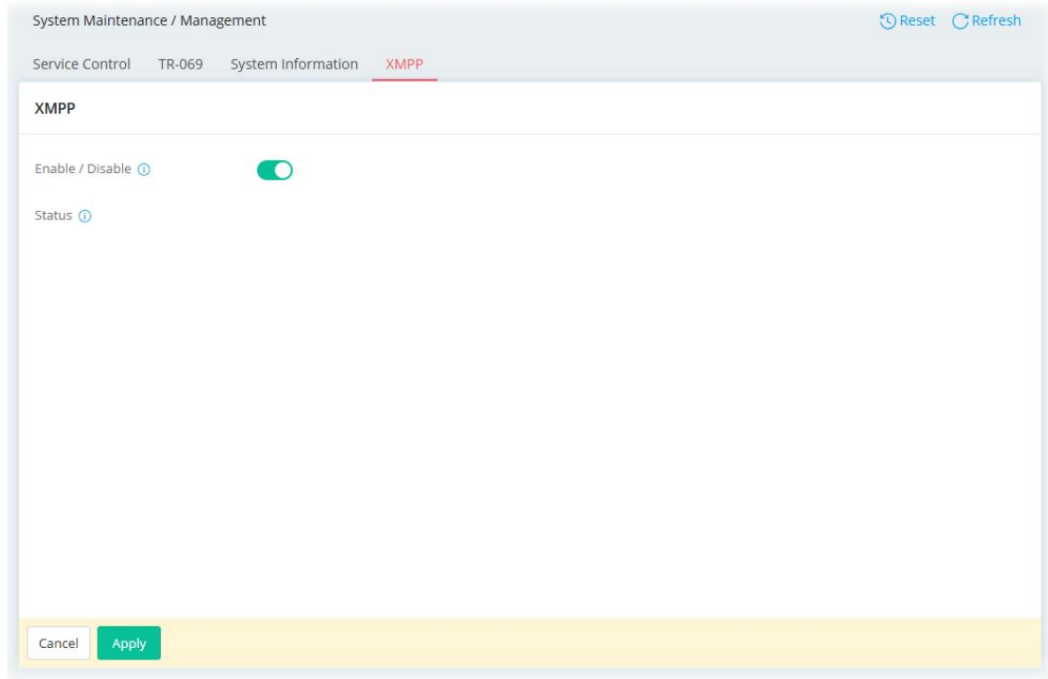 System Maintenance / Management Reset Refresh
Service Control TR-069 System Information XMPP
XMPP
Enable / Disable
Status
Cancel Apply